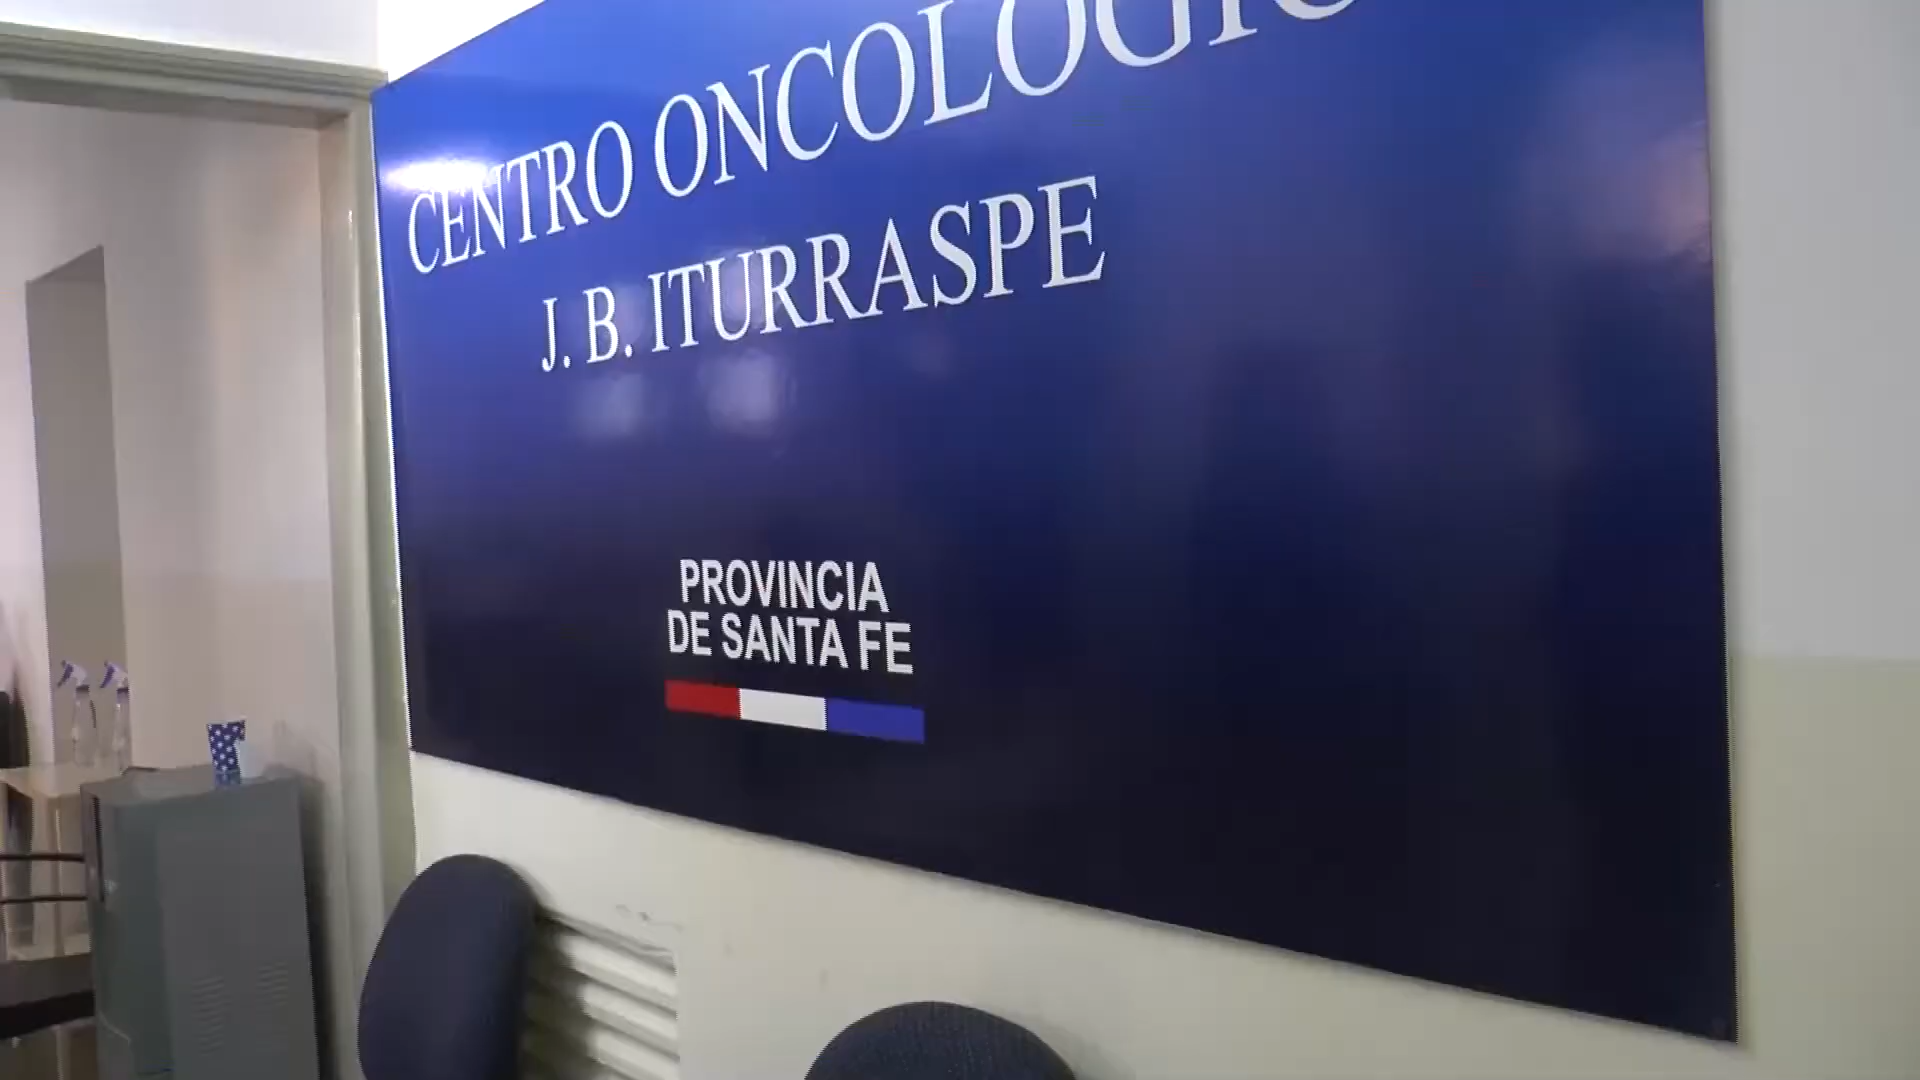 CENTRO ONCOLOGIC
J. B. ITURRASPE
PROVINCIA
DE SANTA FE